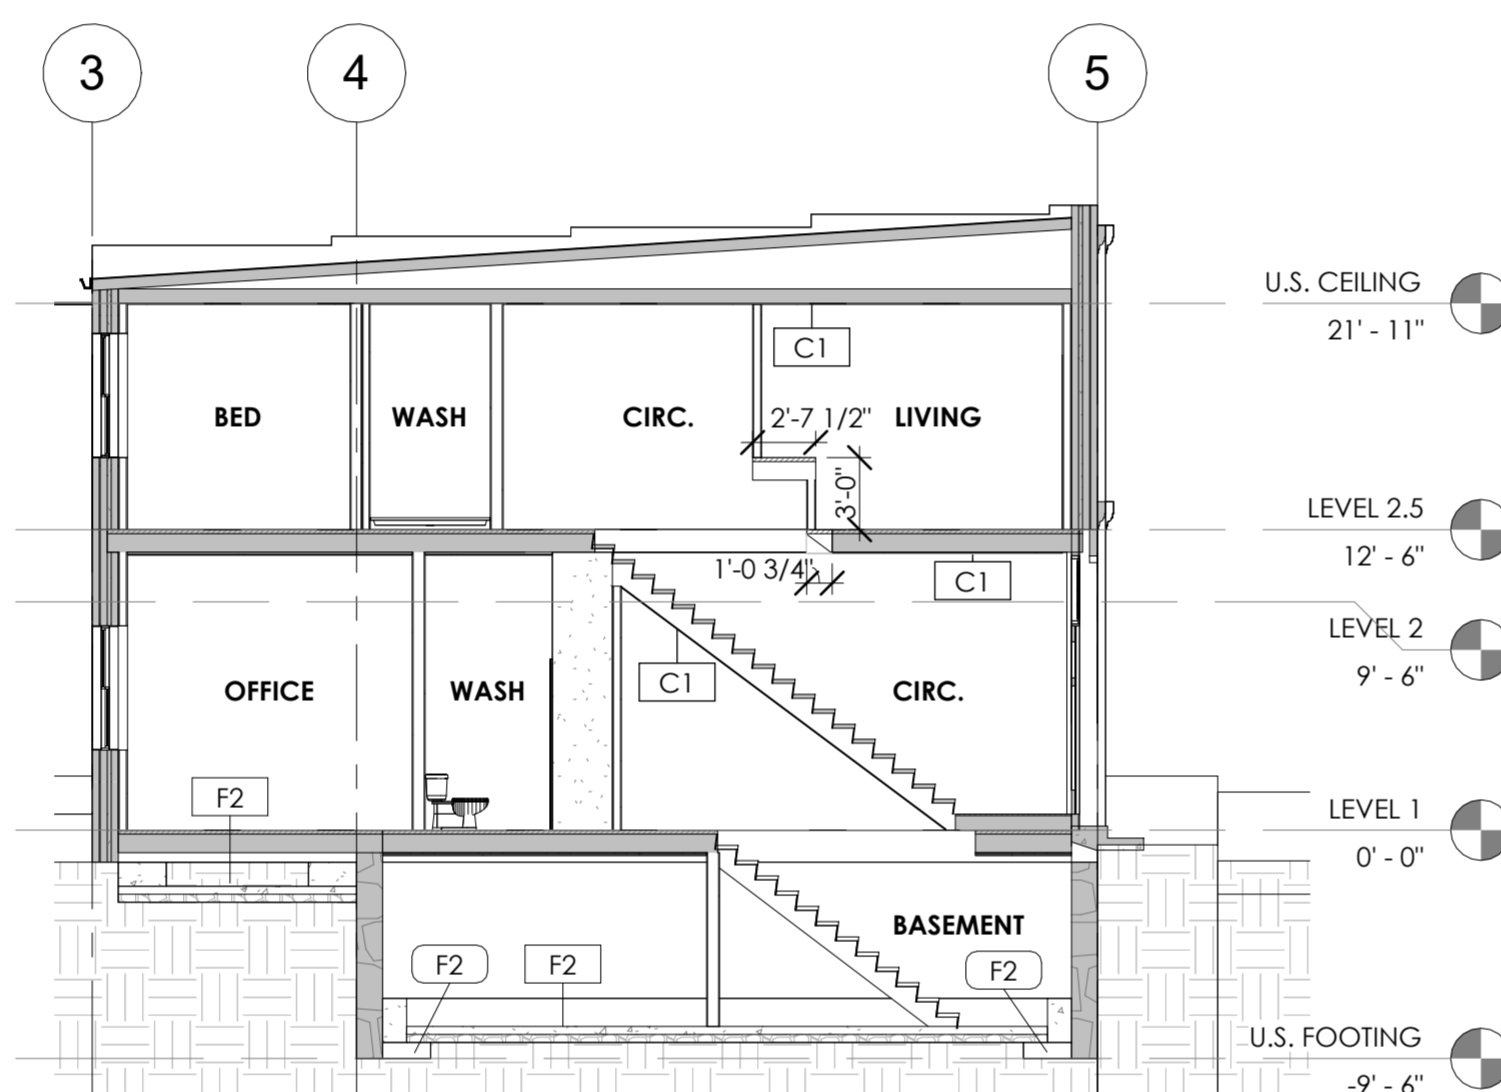 3
4
5
U.S. CEILING
21' - 11"
C1
BED
WASH
CIRC.
2'-7 1/2"
LIVING
3'-0"
LEVEL 2.5
12' - 6"
1'-0 3/4"
C1
LEVEL 2
9' - 6"
C1
OFFICE
WASH
CIRC.
F2
LEVEL 1
0' - 0"
BASEMENT
F2
F2
F2
U.S. FOOTING
-9' - 6"